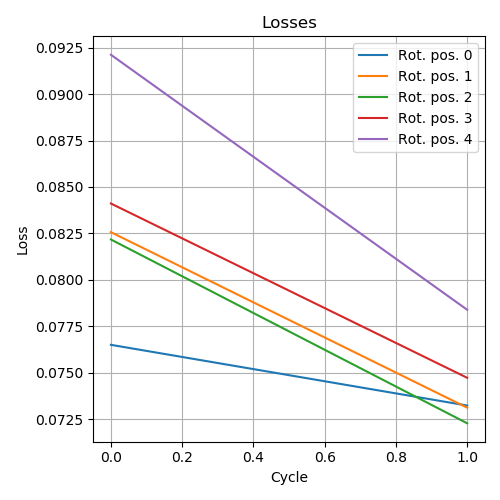 Losses
0.0925
0.0900
0.0875
0.0850
0.0825
0.0800
0.0775
0.0750
0.0725
Loss
0.0 0.2 0.4 0.6 0.8 1.0
Cycle
Rot. pos. 0
Rot. pos. 1
Rot. pos. 2
Rot. pos. 3
Rot. pos. 4